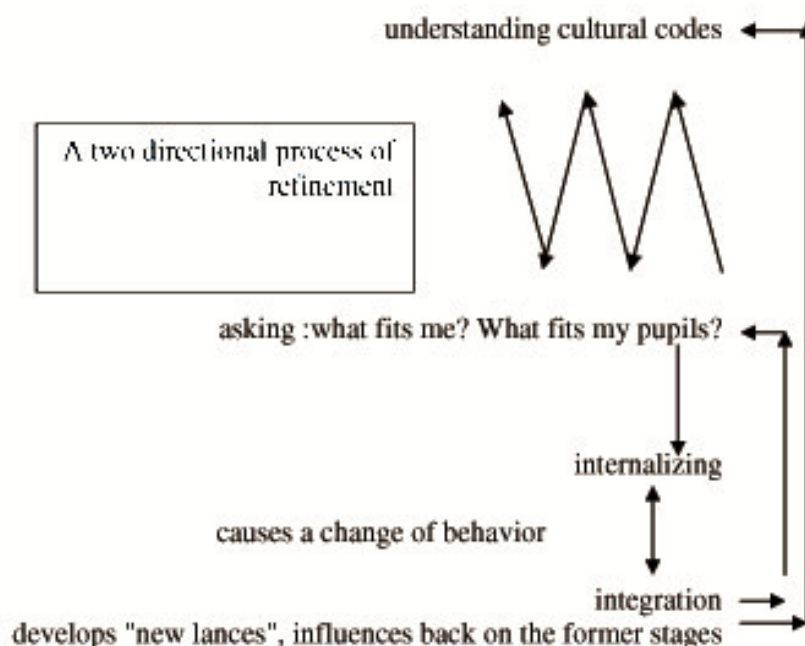 understanding cultural codes
A two directional process of
refinement
asking :what fits me? What fits my pupils?
internalizing
causes a change of behavior
integration
develops "new lances", influences back on the former stages